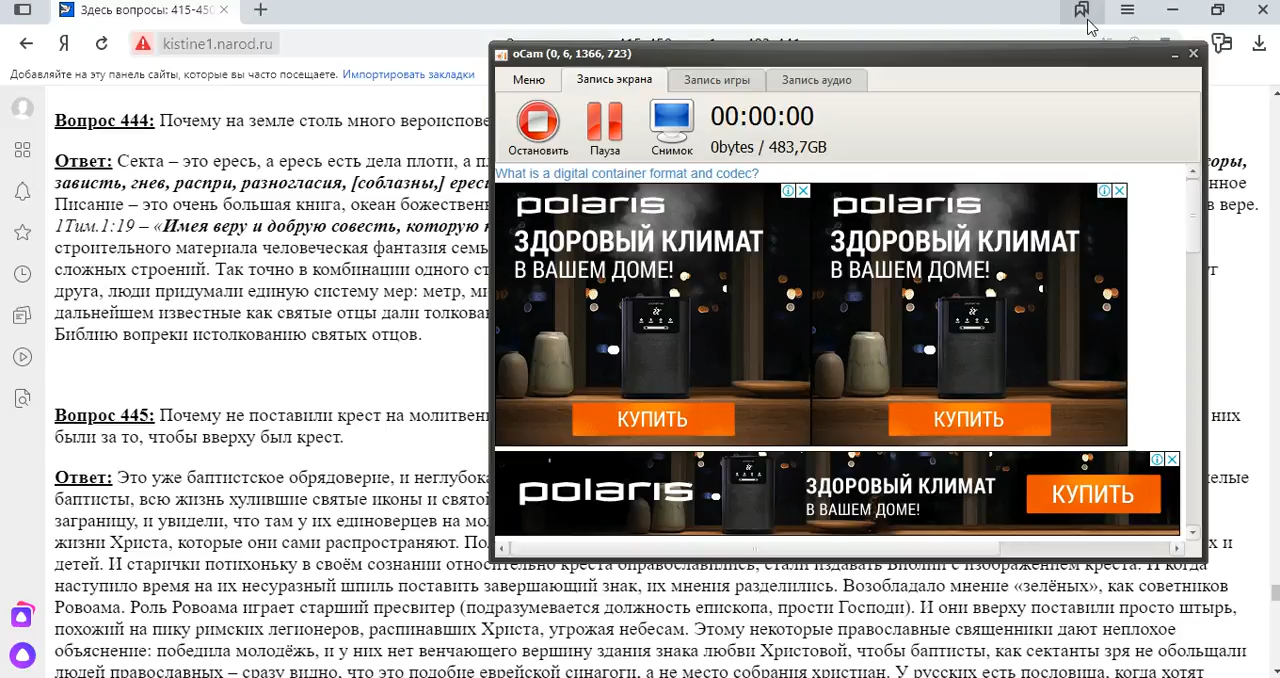 Здесь вопросы: 415-450
kistine1.narod.ru
Добавляйте на эту панель сайты, которые вы часто посещаете. Импортировать закладки
oCam (0, 6, 1366, 723)
Меню Запись экрана Запись игры Запись аудио
00:00:00
0bytes / 483,7GB
Остановить Пауза Снимок
What is a digital container format and codec?
polaris polaris
ЗДОРОВЫЙ КЛИМАТ ЗДОРОВЫЙ КЛИМАТ
В ВАШЕМ ДОМЕ! В ВАШЕМ ДОМЕ!
КУПИТЬ КУПИТЬ
polaris ЗДОРОВЫЙ КЛИМАТ
В ВАШЕМ ДОМЕ!
КУПИТЬ
Вопрос 444: Почему на земле столь много вероиспове
Ответ: Секта – это ересь, а ересь есть дела плоти, а пл
зависть, гнев, распри, разногласия, [соблазны,] ерес
Писание – это очень большая книга, океан божествен в вере.
1Тим.1:19 – «Имея веру и добрую совесть, которую
строительного материала человеческая фантазия семь
сложных строений. Так точно в комбинации одного ст
друга, люди придумали единую систему мер: метр, ми
дальнейшем известные как святые отцы дали толкован
Библию вопреки истолкованию святых отцов.
Вопрос 445: Почему не поставили крест на молитвен них
были за то, чтобы вверху был крест.
Ответ: Это уже баптистское обрядоверие, и неглубока
баптисты, всю жизнь хулившие святые иконы и святой
заграницу, и увидели, что там у их единоверцев на мол
жизни Христа, которые они сами распространяют. По и
детей. И старички потихоньку в своём сознании относительно креста оправославились, стали издавать Библии с изображением креста. И когда
наступило время на их несуразный шпиль поставить завершающий знак, их мнения разделились. Возобладало мнение «зелёных», как советников
Ровоама. Роль Ровоама играет старший пресвитер (подразумевается должность епископа, прости Господи). И они вверху поставили просто штырь,
похожий на пику римских легионеров, распинавших Христа, угрожая небесам. Этому некоторые православные священники дают неплохое
объяснение: победила молодёжь, и у них нет венчающего вершину здания знака любви Христовой, чтобы баптисты, как сектанты зря не обольщали
людей православных – сразу видно, что это подобие еврейской синагоги, а не место собрания христиан. У русских есть пословица, когда хотят